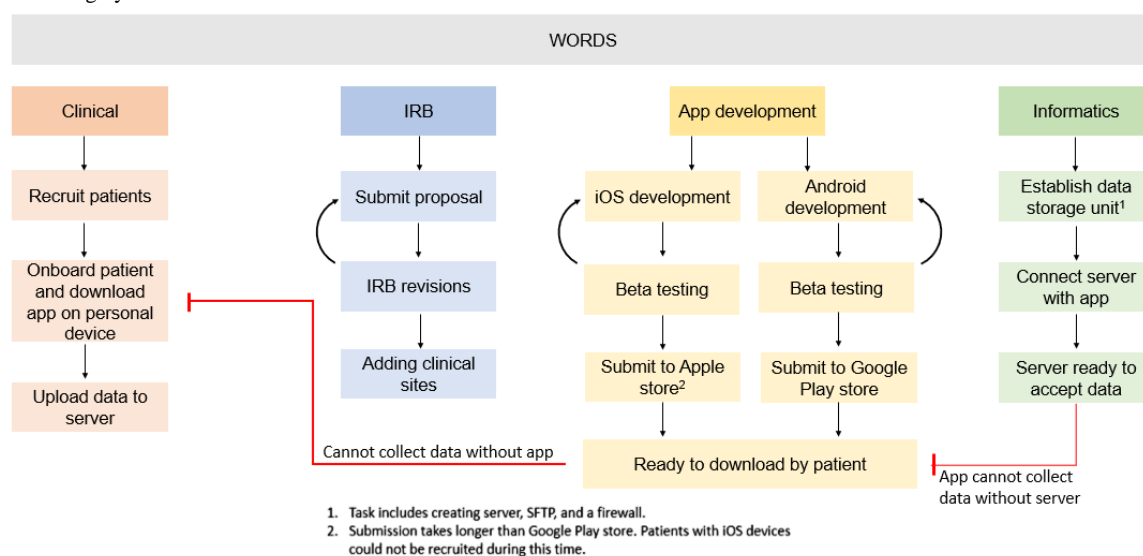 WORDS
Clinical
IRB
App development
Informatics
Recruit patients
Submit proposal
iOS development
Android
development
Establish data
storage unit¹
Onboard patient
and download
app on personal
device
IRB revisions
Beta testing
Beta testing
Connect server
with app
Upload data to
server
Adding clinical
sites
Submit to Apple
store²
Submit to Google
Play store
Server ready to
accept data
Cannot collect data without app
Ready to download by patient
App cannot collect
data without server
1. Task includes creating server, SFTP, and a firewall.
2. Submission takes longer than Google Play store. Patients with iOS devices
could not be recruited during this time.